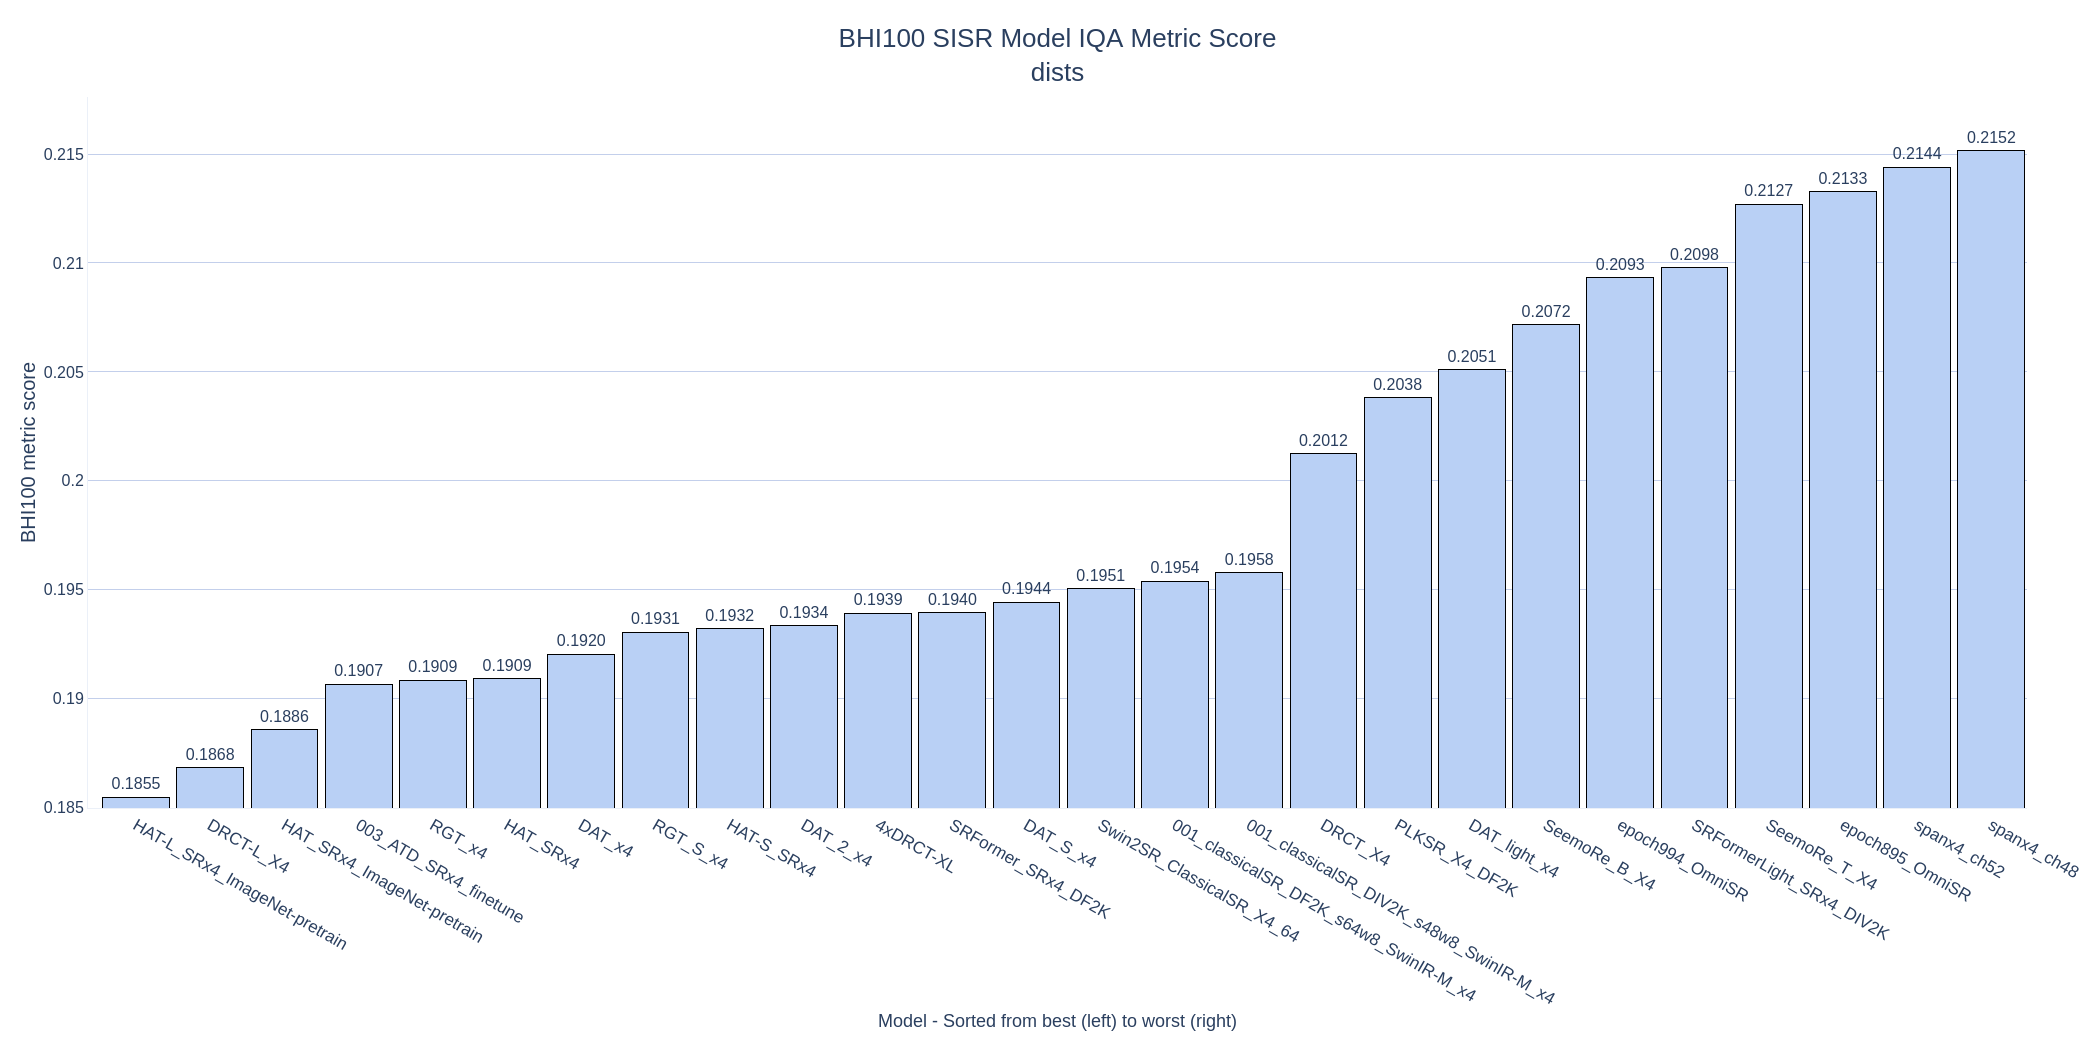 BHI100 SISR Model IQA Metric Score
dists
BHI100 metric score
0.215
0.21
0.205
0.2
0.195
0.19
0.185
0.1855
0.1868
0.1886
0.1907
0.1909
0.1909
0.1920
0.1931
0.1932
0.1934
0.1939
0.1940
0.1944
0.1951
0.1954
0.1958
0.2012
0.2038
0.2051
0.2072
0.2093
0.2098
0.2127
0.2133
0.2144
0.2152
HAT-L_SRx4_ImageNet-pretrain
DRCT-L_X4
HAT_SRx4_ImageNet-pretrain
003_ATD_SRx4_finetune
RGT_x4
HAT_SRx4
DAT_x4
RGT_S_x4
HAT-S_SRx4
DAT_2_x4
4xDRCT-XL
SRFormer_SRx4_DF2K
DAT_S_x4
Swin2SR_ClassicalSR_X4_64
001_classicalSR_DF2K_s64w8_SwinIR-M_x4
001_classicalSR_DIV2K_s48w8_SwinIR-M_x4
DRCT_X4
PLKSR_X4_DF2K
DAT_light_x4
SeemoRe_B_X4
epoch994_OmniSR
SRFormerLight_SRx4_DIV2K
SeemoRe_T_X4
epoch895_OmniSR
spanx4_ch52
spanx4_ch48
Model - Sorted from best (left) to worst (right)